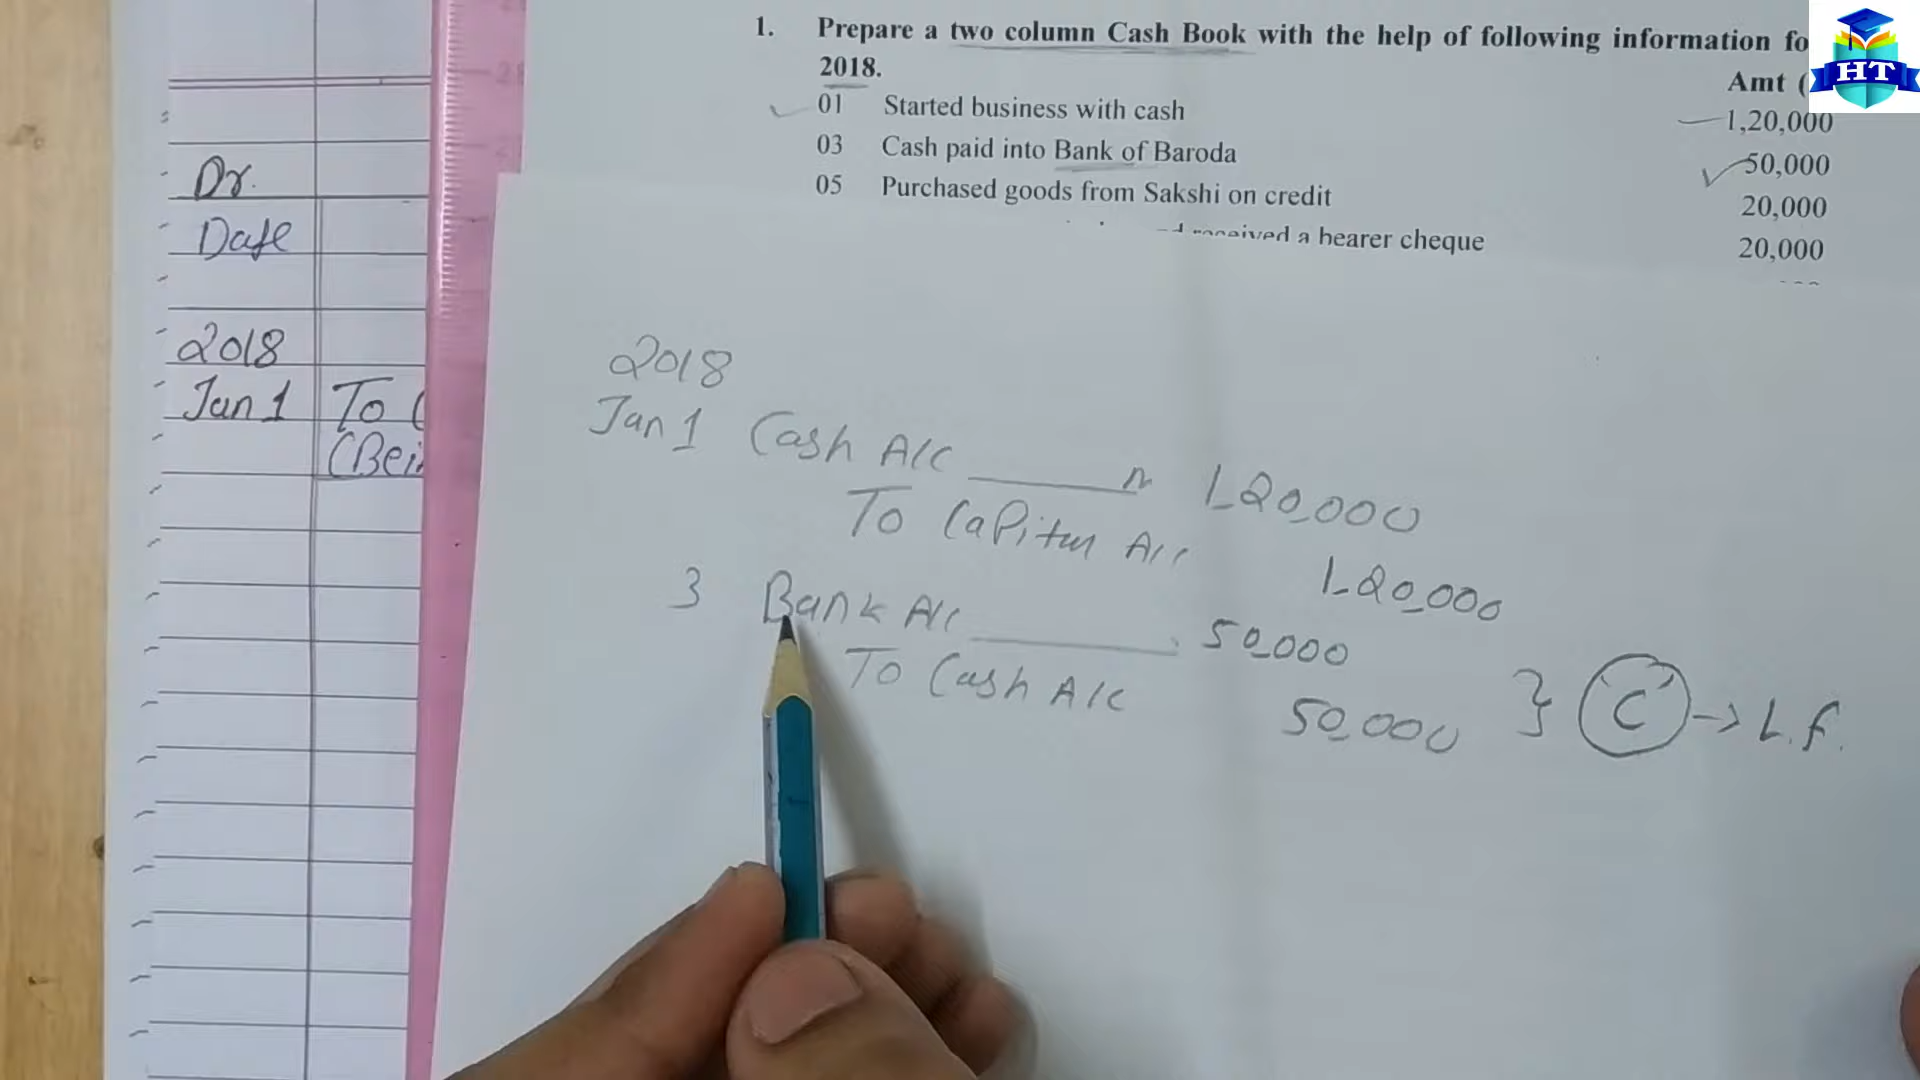 1. Prepare a two column Cash Book with the help of following information fo
2018.
Amt (
01 Started business with cash 1,20,000
03 Cash paid into Bank of Baroda 50,000
05 Purchased goods from Sakshi on credit 20,000
received a bearer cheque 20,000
HT
Dr.
Date
2018
Jan 1 To C
(Bei
2018
Jan 1 Cash A/C 1,20,000
To Capital A/c 1,20,000
3 Bank A/C 50,000
To Cash A/C 50,000
} C → L.f.